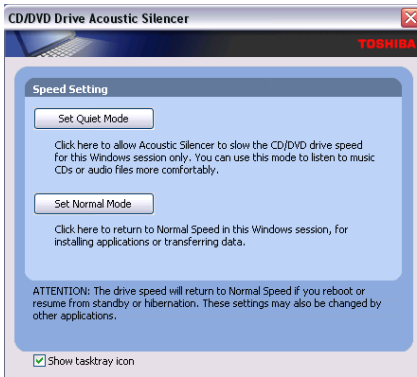 CD/DVD Drive Acoustic Silencer
TOSHIBA
Speed Setting
Set Quiet Mode
Click here to allow Acoustic Silencer to slow the CD/DVD drive speed
for this Windows session only. You can use this mode to listen to music
CDs or audio files more comfortably.
Set Normal Mode
Click here to return to Normal Speed in this Windows session, for
installing applications or transferring data.
ATTENTION: The drive speed will return to Normal Speed if you reboot or
resume from standby or hibernation. These settings may also be changed by
other applications.
Show tasktray icon